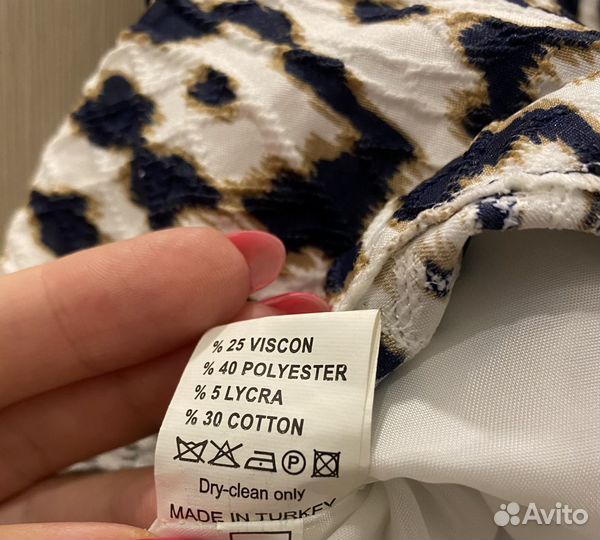 % 25 VISCON
% 40 POLYESTER
% 5 LYCRA
% 30 COTTON
P
Dry-clean only
MADE IN TURKEY
Avito